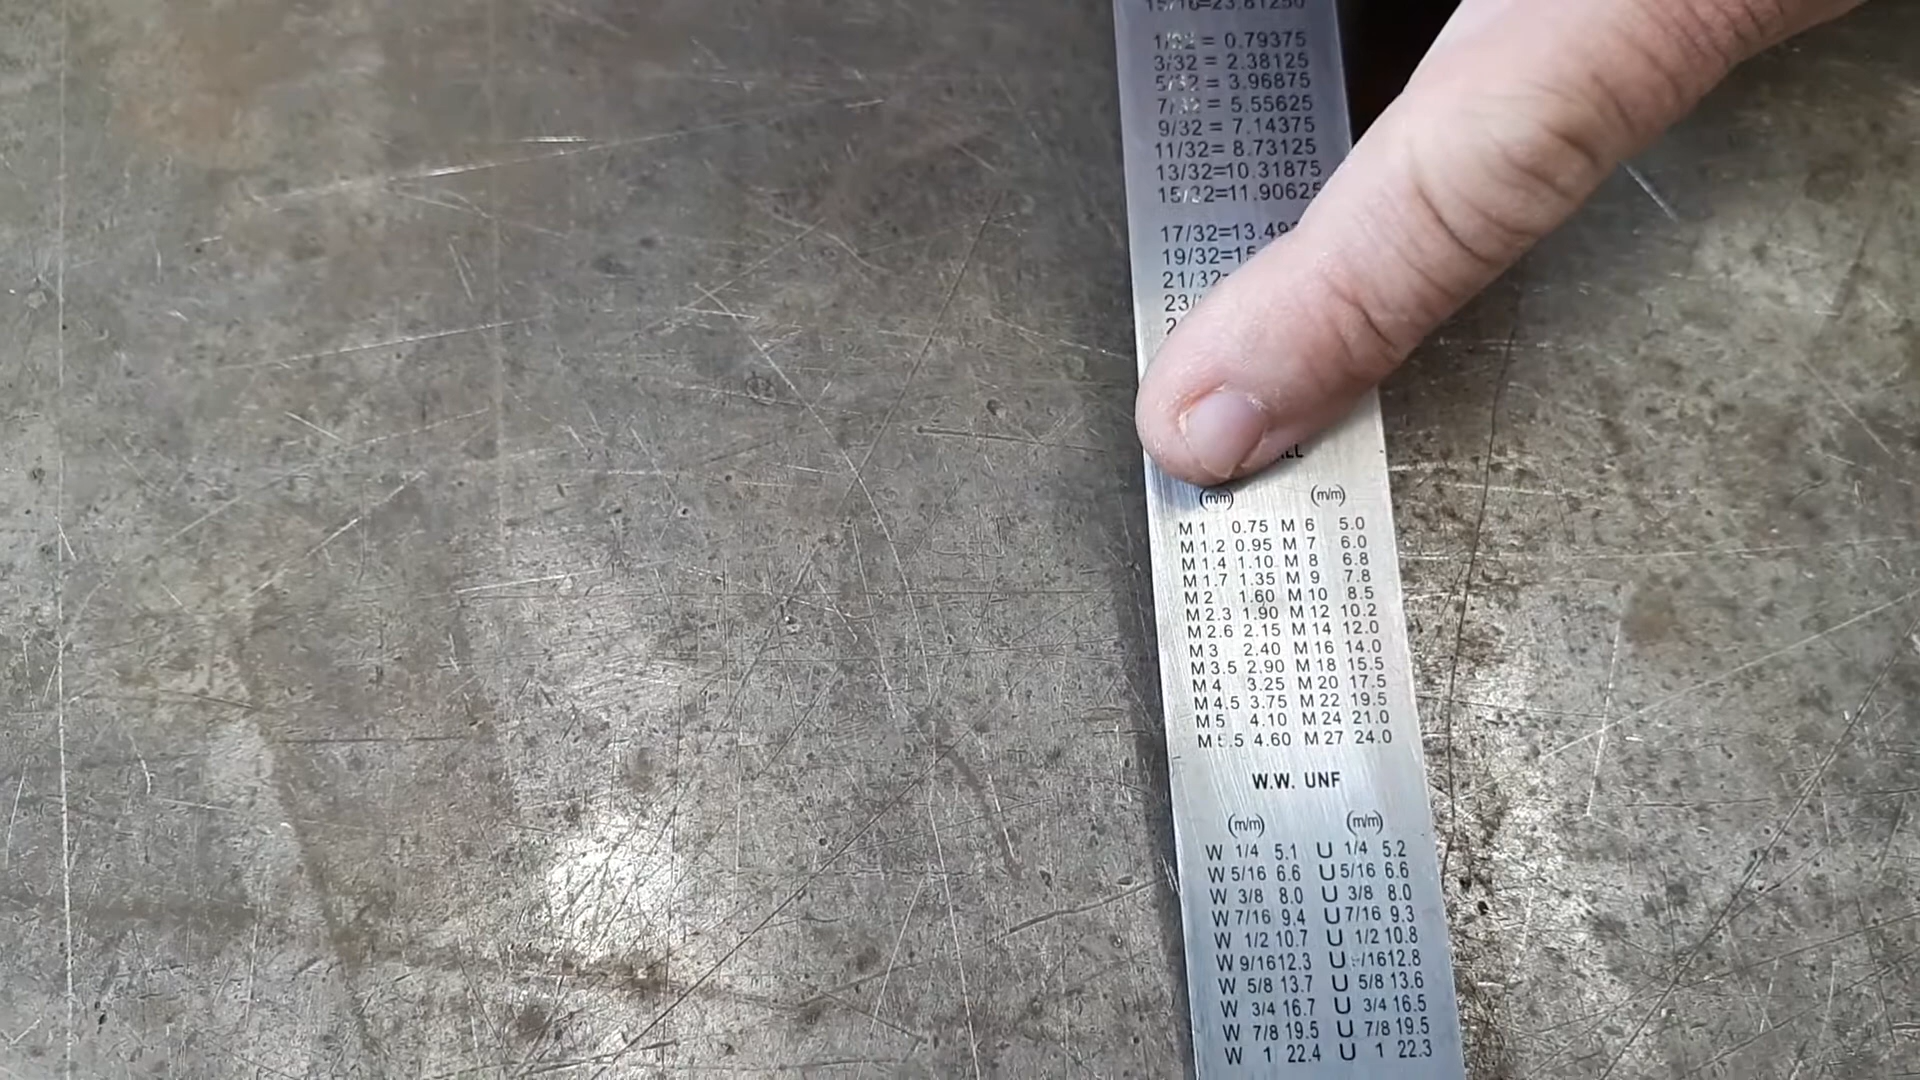 15/16=23.81250
1/32 = 0.79375
3/32 = 2.38125
5/32 = 3.96875
7/32 = 5.55625
9/32 = 7.14375
11/32= 8.73125
13/32=10.31875
15/32=11.90625
17/32=13.49
19/32=15
21/32=
23/
(m/m) (m/m)
M 1 0.75 M 6 5.0
M 1.2 0.95 M 7 6.0
M 1.4 1.10 M 8 6.8
M 1.7 1.35 M 9 7.8
M 2 1.60 M 10 8.5
M 2.3 1.90 M 12 10.2
M 2.6 2.15 M 14 12.0
M 3 2.40 M 16 14.0
M 3.5 2.90 M 18 15.5
M 4 3.25 M 20 17.5
M 4.5 3.75 M 22 19.5
M 5 4.10 M 24 21.0
M 5.5 4.60 M 27 24.0
W.W. UNF
(m/m) (m/m)
W 1/4 5.1 U 1/4 5.2
W 5/16 6.6 U 5/16 6.6
W 3/8 8.0 U 3/8 8.0
W 7/16 9.4 U 7/16 9.3
W 1/2 10.7 U 1/2 10.8
W 9/16 12.3 U 9/16 12.8
W 5/8 13.7 U 5/8 13.6
W 3/4 16.7 U 3/4 16.5
W 7/8 19.5 U 7/8 19.5
W 1 22.4 U 1 22.3